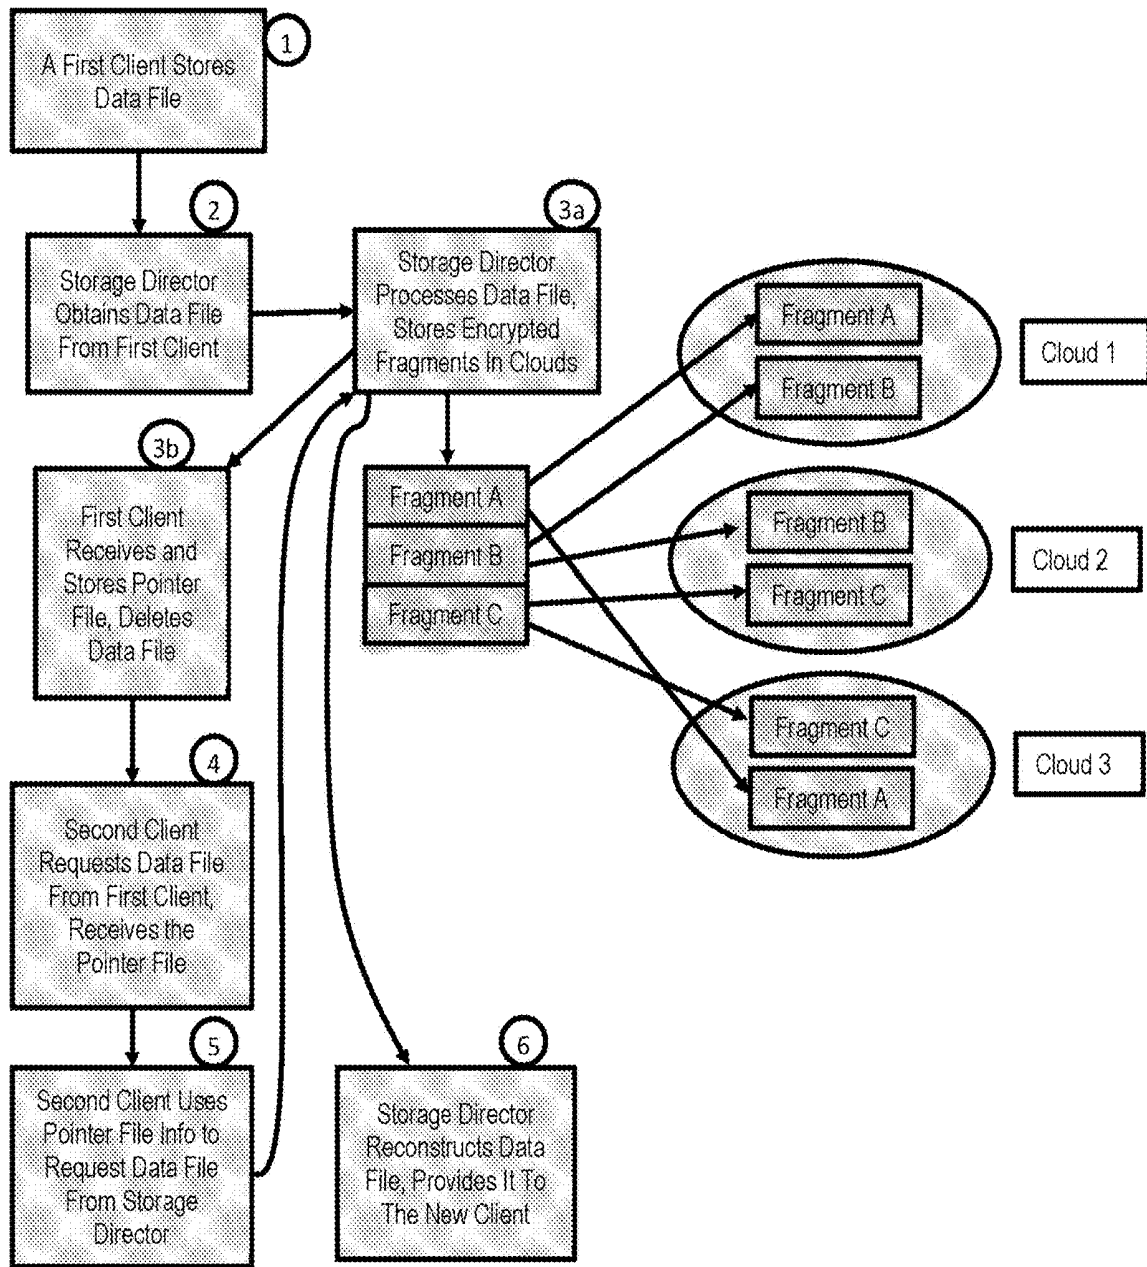 1
A First Client Stores
Data File
2
Storage Director
Obtains Data File
From First Client
3a
Storage Director
Processes Data File,
Stores Encrypted
Fragments In Clouds
Fragment A
Fragment B
Cloud 1
3b
First Client
Receives and
Stores Pointer
File, Deletes
Data File
Fragment A
Fragment B
Fragment C
Fragment B
Fragment C
Cloud 2
Fragment C
Fragment A
Cloud 3
4
Second Client
Requests Data File
From First Client,
Receives the
Pointer File
5
Second Client Uses
Pointer File Info to
Request Data File
From Storage
Director
6
Storage Director
Reconstructs Data
File, Provides It To
The New Client